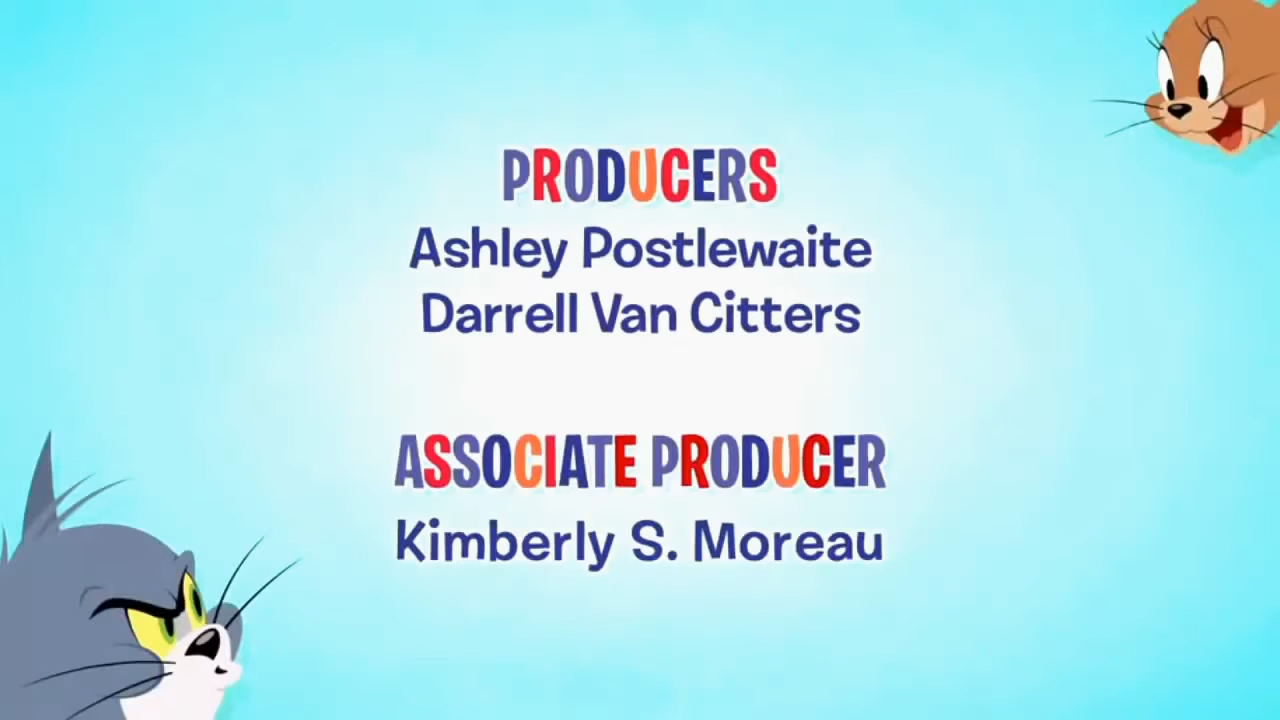 PRODUCERS
Ashley Postlewaite
Darrell Van Citters
ASSOCIATE PRODUCER
Kimberly S. Moreau